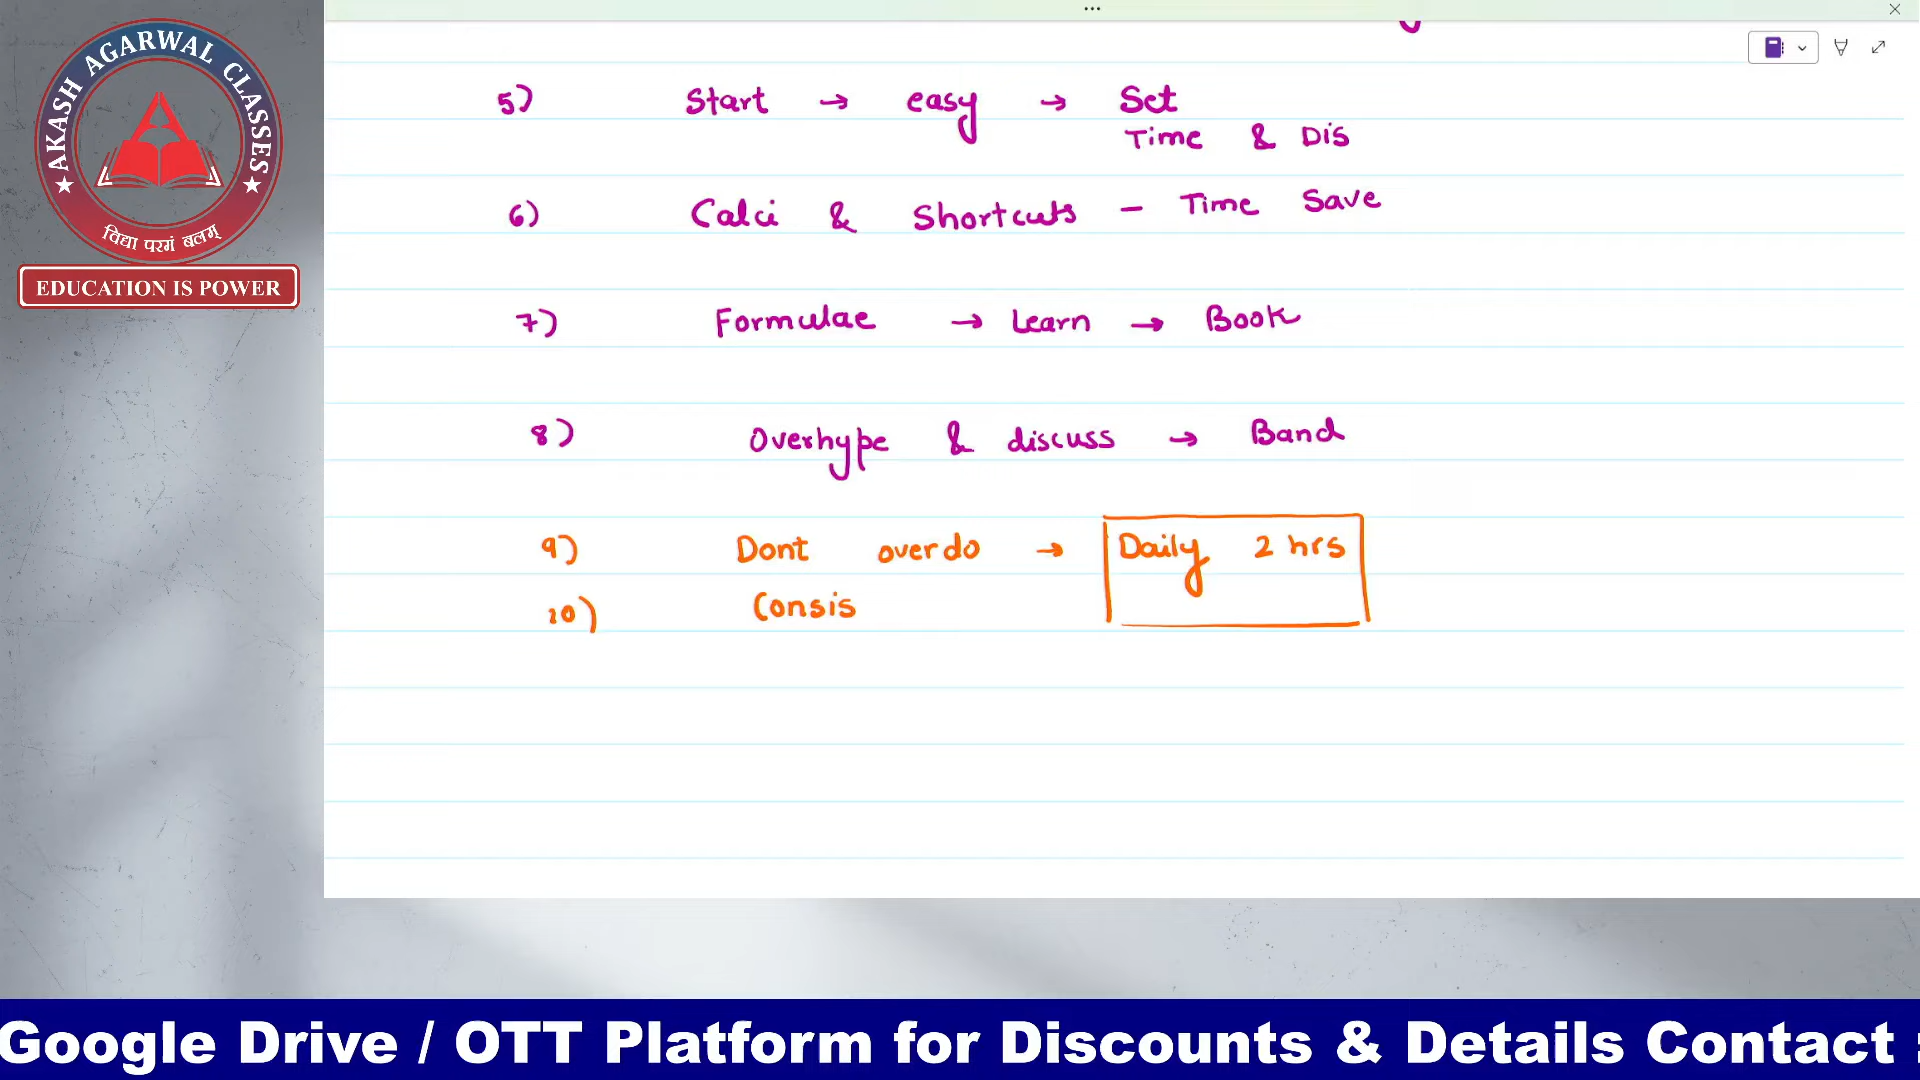 AKASH AGARWAL CLASSES
विद्या परमं बलम्
EDUCATION IS POWER
5) Start → easy → Set
Time & Dis
6) Calci & Shortcuts - Time Save
7) Formulae → Learn → Book
8) Overhype & discuss → Band
9) Dont overdo → Daily 2 hrs
10) Consis
Google Drive / OTT Platform for Discounts & Details Contact :